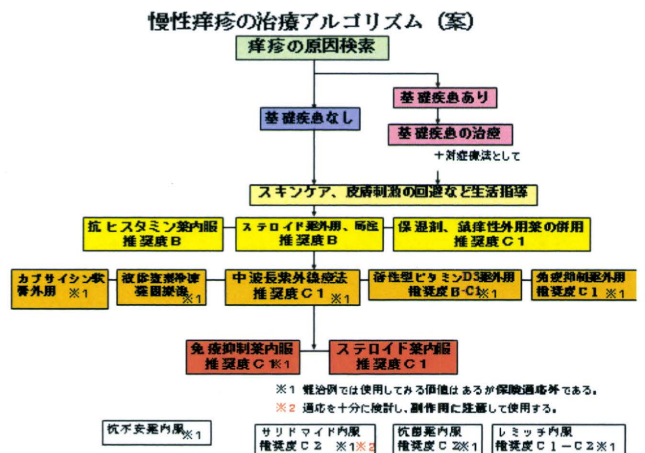 慢性痒疹の治療アルゴリズム（案）
痒疹の原因検索
基礎疾患あり
基礎疾患なし
基礎疾患の治療
＋対症療法として
スキンケア、皮膚刺激の回避など生活指導
抗ヒスタミン薬内服
推奨度B
ステロイド薬外用、局注
推奨度B
保湿剤、鎮痒性外用薬の併用
推奨度C1
カプサイシン軟
膏外用 ※1
液体窒素冷凍
凝固療法 ※1
中波長紫外線療法
推奨度C1 ※1
活性型ビタミンD3薬外用
推奨度B-C1※1
免疫抑制薬外用
推奨度C1 ※1
免疫抑制薬内服
推奨度C1※1
ステロイド薬内服
推奨度C1
※1 難治例では使用してみる価値はあるが保険適応外である。
※2 適応を十分に検討し、副作用に注意して使用する。
抗不安薬内服※1
サリドマイド内服
推奨度C2 ※1※2
抗菌薬内服
推奨度C2※1
レミッチ内服
推奨度C1－C2※1